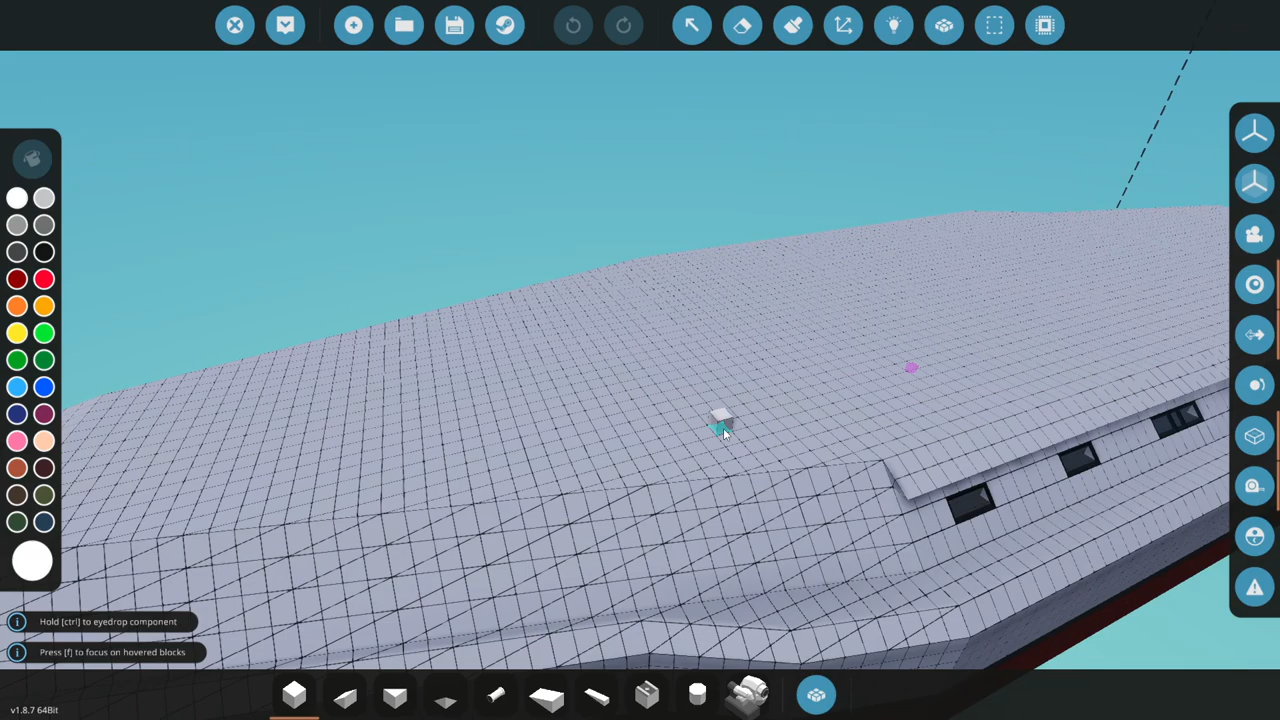 Hold [ctrl] to eyedrop component
Press [f] to focus on hovered blocks
v1.8.7 64Bit